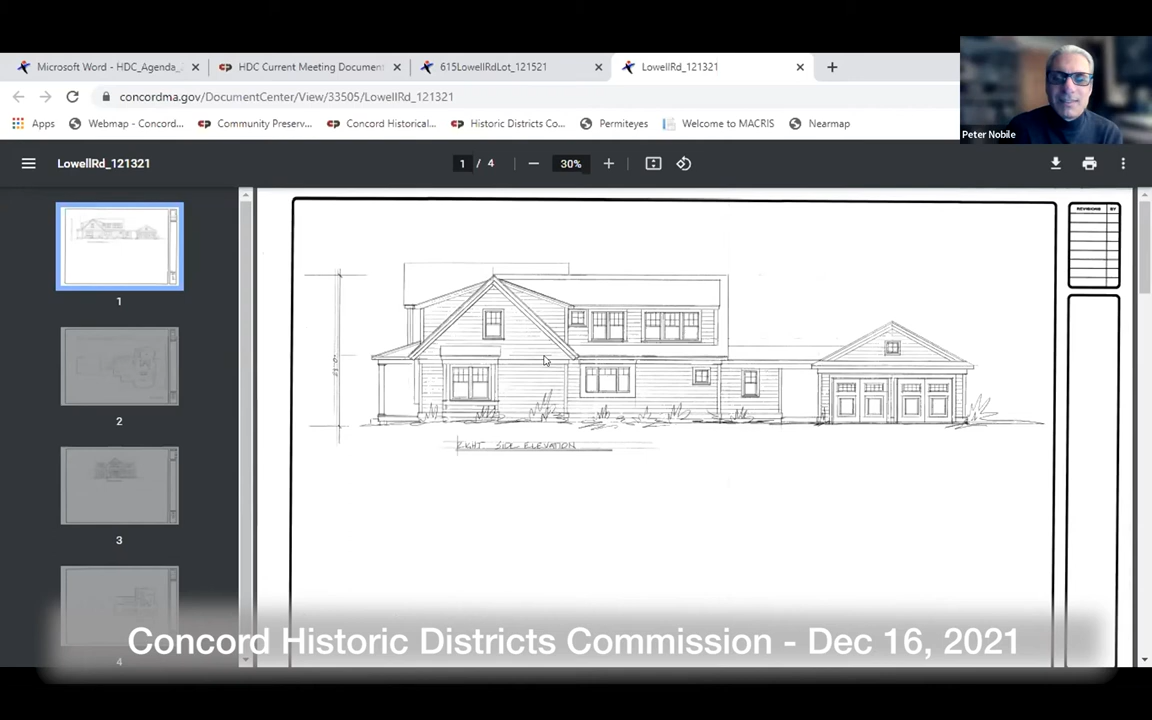 Microsoft Word - HDC_Agenda_
HDC Current Meeting Document
615LowellRdLot_121521
LowellRd_121321
concordma.gov/DocumentCenter/View/33505/LowellRd_121321
Apps
Webmap - Concord...
Community Preserv...
Concord Historical...
Historic Districts Co...
Permiteyes
Welcome to MACRIS
Nearmap
Peter Nobile
LowellRd_121321
1 / 4
30%
REVISIONS BY
RIGHT SIDE ELEVATION
1
2
3
4
Concord Historic Districts Commission - Dec 16, 2021